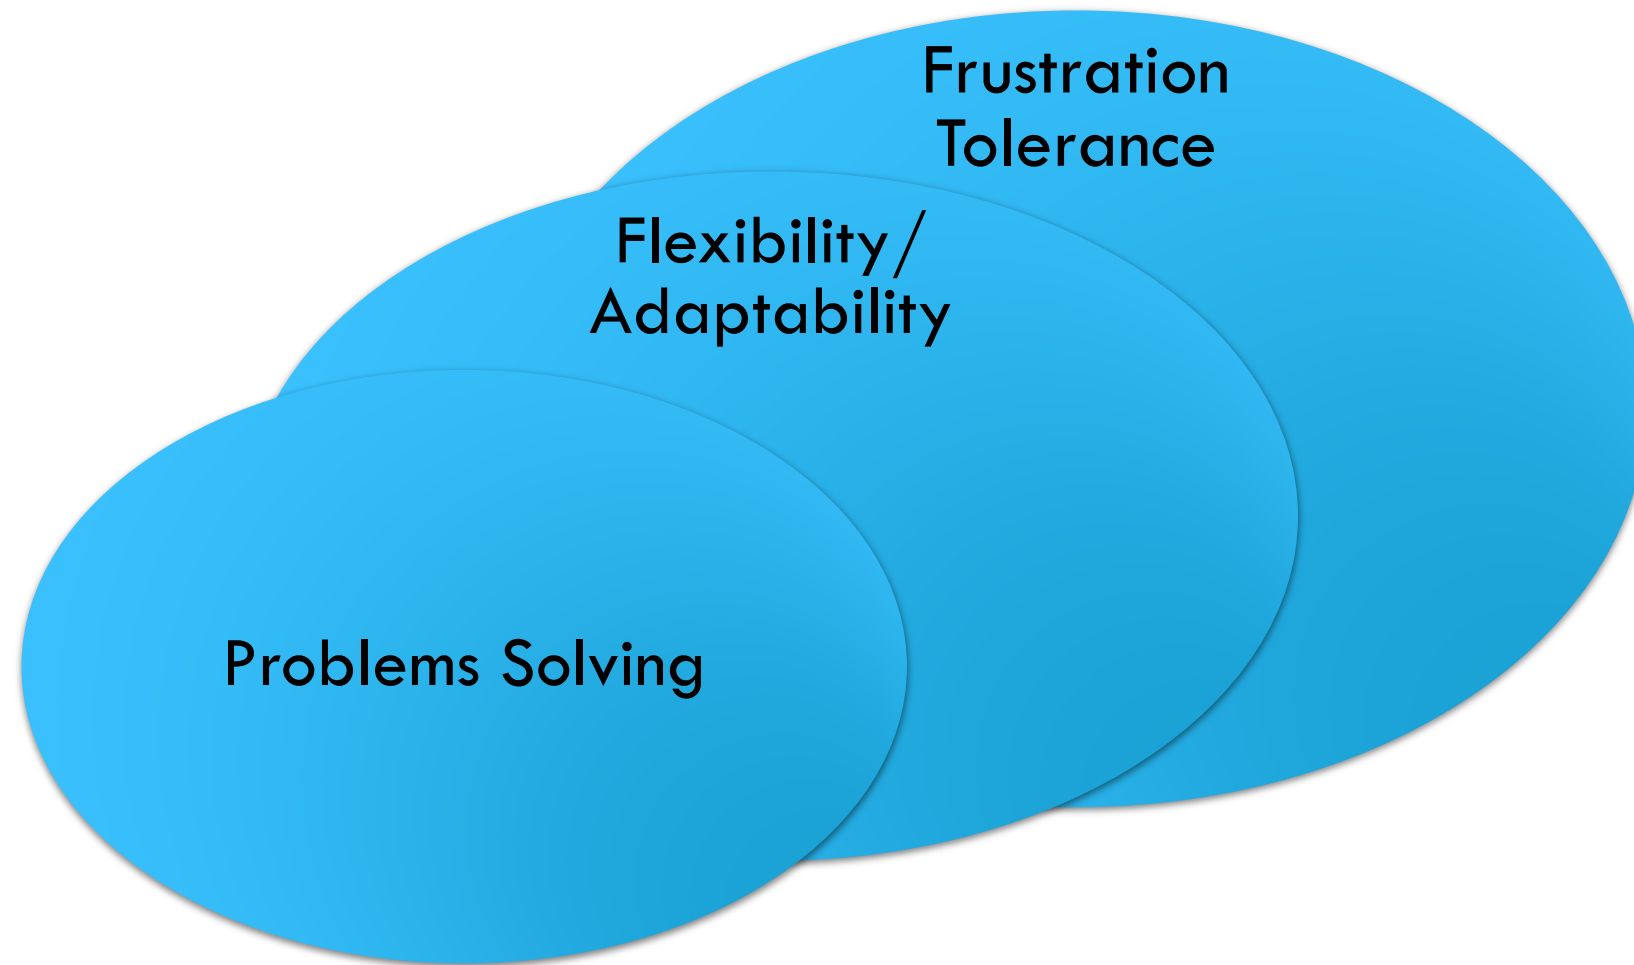 Frustration
Tolerance
Flexibility/
Adaptability
Problems Solving